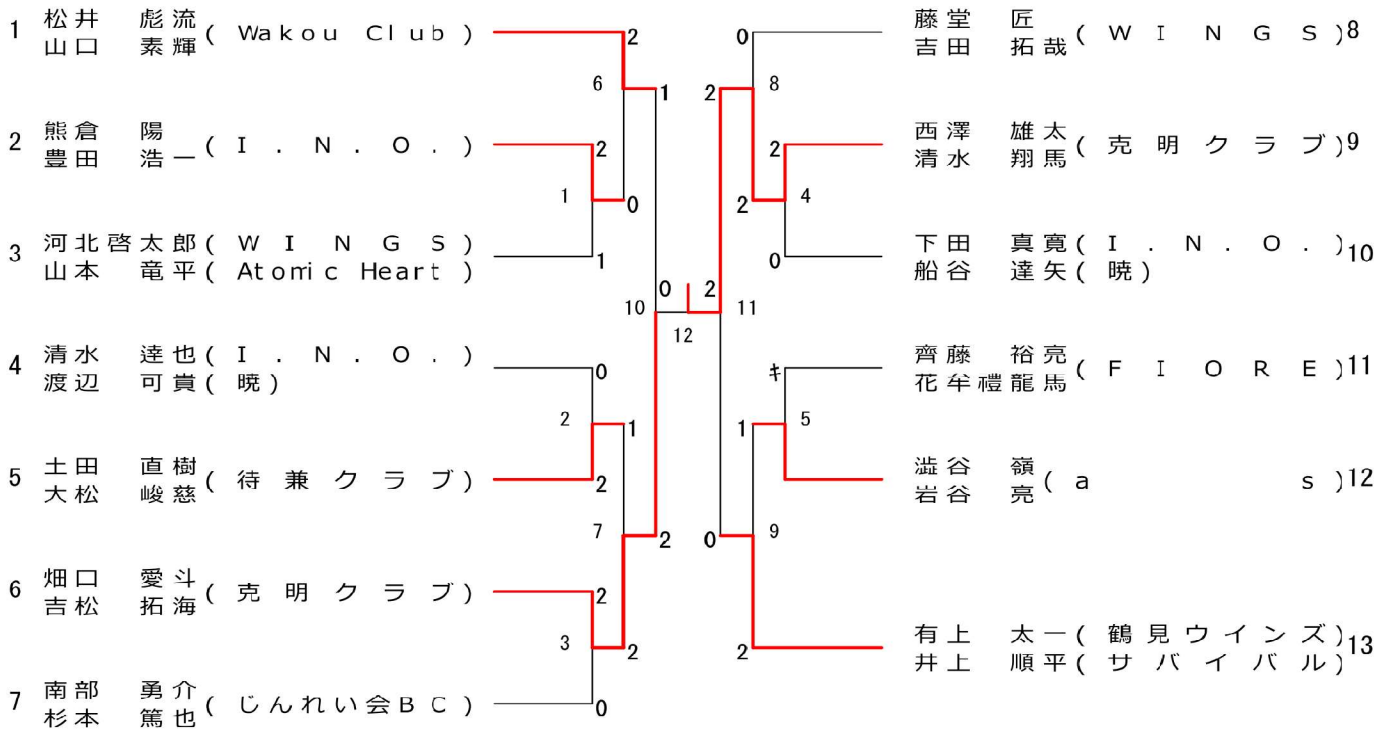 1 松井 彪流 ( Wakou Club )
山口 素輝
2 熊倉 陽 ( I . N . O . )
豊田 浩一
3 河北啓太郎 ( W I N G S )
山本 竜平 ( Atomic Heart )
4 清水 達也 ( I . N . O . )
渡辺 可貴 ( 暁 )
5 土田 直樹 ( 待兼クラブ )
大松 峻慈
6 畑口 愛斗 ( 克明クラブ )
吉松 拓海
7 南部 勇介 ( じんれい会BC )
杉本 篤也
2
6
1
2
1
0
1
0
10
0
2
1
2
7
2
2
3
2
0
12
0
8
2
2
4
2
0
2
11
キ
5
1
9
0
2
藤堂 匠 ( W I N G S ) 8
吉田 拓哉
西澤 雄太 ( 克明クラブ ) 9
清水 翔馬
下田 真寛 ( I . N . O . ) 10
船谷 達矢 ( 暁 )
齊藤 裕亮 ( F I O R E ) 11
花牟禮龍馬
澁谷 嶺 ( a s ) 12
岩谷 亮
有上 太一 ( 鶴見ウインズ ) 13
井上 順平 ( サバイバル )